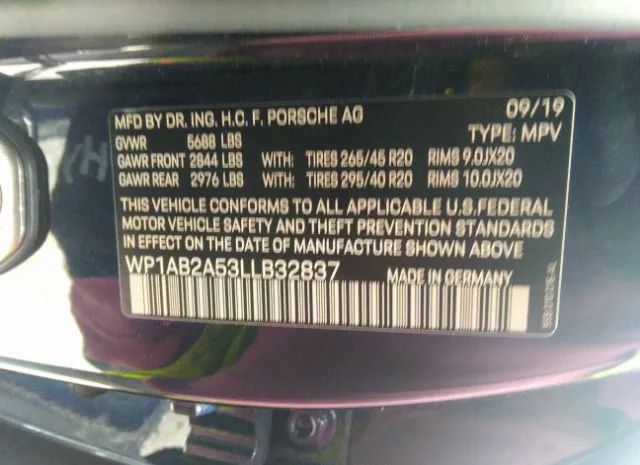 MFD BY DR. ING. H.C. F. PORSCHE AG 09/19
GVWR 5688 LBS TYPE: MPV
GAWR FRONT 2844 LBS WITH: TIRES 265/45 R20 RIMS 9.0JX20
GAWR REAR 2976 LBS WITH: TIRES 295/40 R20 RIMS 10.0JX20
THIS VEHICLE CONFORMS TO ALL APPLICABLE U.S.FEDERAL
MOTOR VEHICLE SAFETY AND THEFT PREVENTION STANDARDS
IN EFFECT ON THE DATE OF MANUFACTURE SHOWN ABOVE
WP1AB2A53LLB32837 MADE IN GERMANY